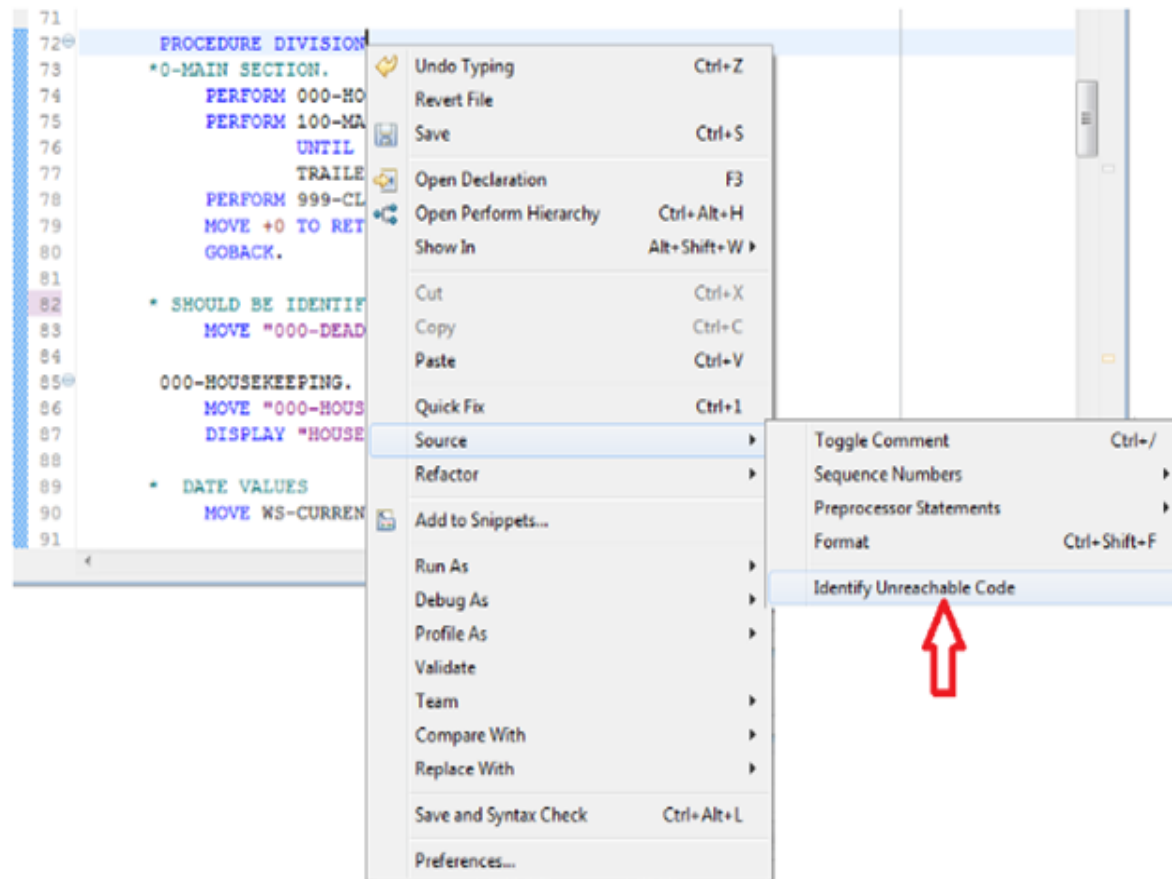 71
72 PROCEDURE DIVISION
73 *0-MAIN SECTION.
74 PERFORM 000-HO
75 PERFORM 100-MA
76 UNTIL
77 TRAILE
78 PERFORM 999-CL
79 MOVE +0 TO RET
80 GOBACK.
81
82 * SHOULD BE IDENTIF
83 MOVE "000-DEAD
84
85 000-HOUSEKEEPING.
86 MOVE "000-HOUS
87 DISPLAY "HOUSE
88
89 * DATE VALUES
90 MOVE WS-CURREN
91
Undo Typing Ctrl+Z
Revert File
Save Ctrl+S
Open Declaration F3
Open Perform Hierarchy Ctrl+Alt+H
Show In Alt+Shift+W
Cut Ctrl+X
Copy Ctrl+C
Paste Ctrl+V
Quick Fix Ctrl+1
Source
Refactor
Add to Snippets...
Run As
Debug As
Profile As
Validate
Team
Compare With
Replace With
Save and Syntax Check Ctrl+Alt+L
Preferences...
Toggle Comment Ctrl+/
Sequence Numbers
Preprocessor Statements
Format Ctrl+Shift+F
Identify Unreachable Code